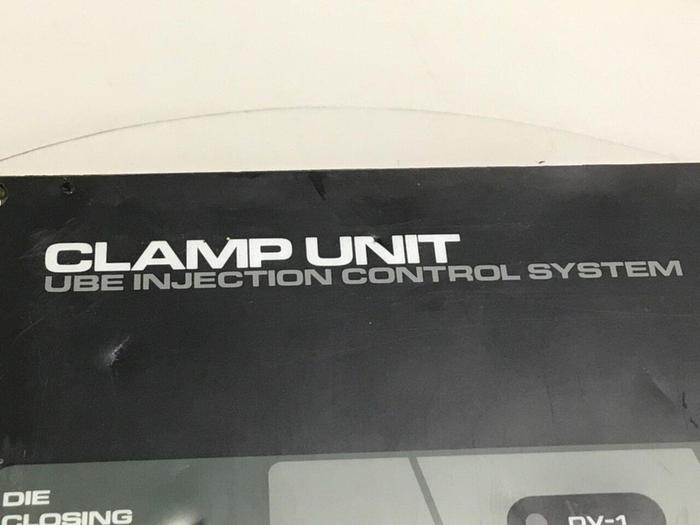 CLAMP UNIT
UBE INJECTION CONTROL SYSTEM
DIE
CLOSING